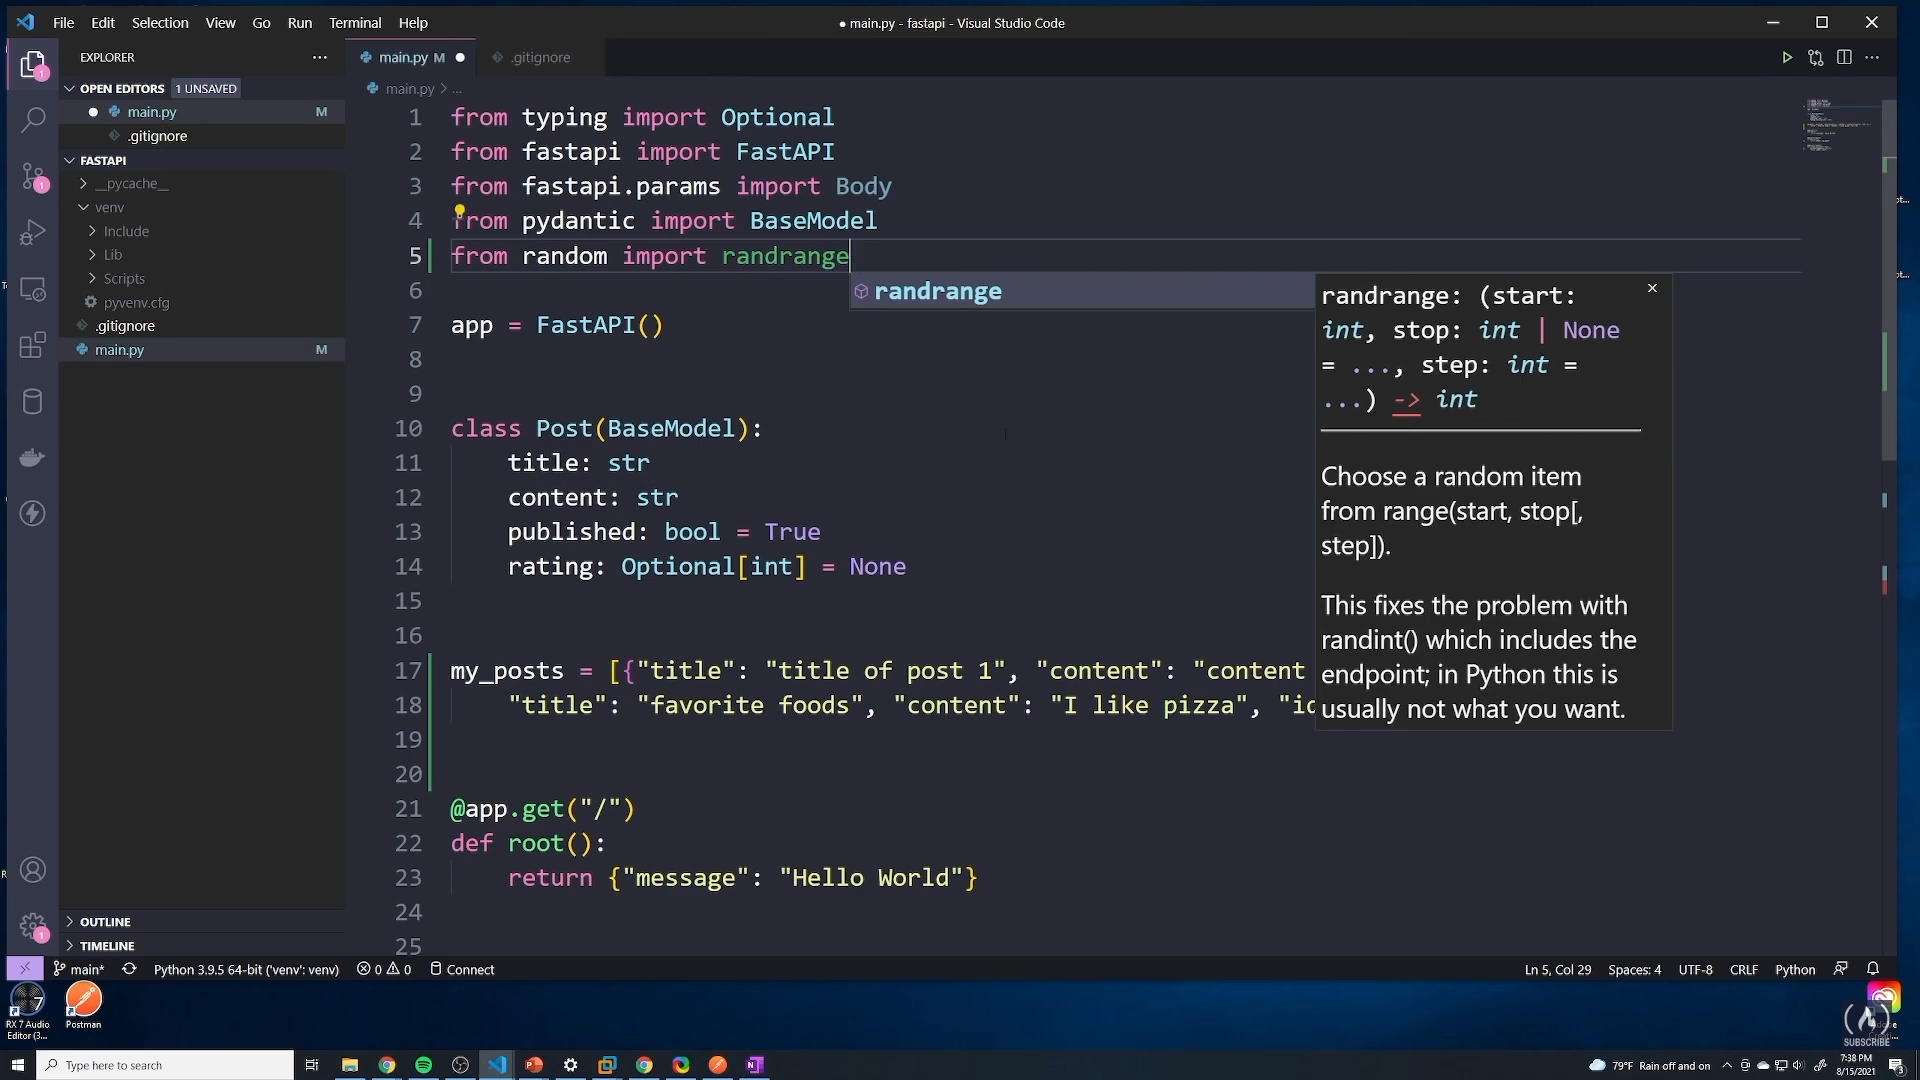 File Edit Selection View Go Run Terminal Help
● main.py - fastapi - Visual Studio Code
EXPLORER
OPEN EDITORS 1 UNSAVED
main.py M
.gitignore
FASTAPI
__pycache__
venv
Include
Lib
Scripts
pyvenv.cfg
.gitignore
main.py M
OUTLINE
TIMELINE
main.py M
.gitignore
main.py > ...
1 from typing import Optional
2 from fastapi import FastAPI
3 from fastapi.params import Body
4 from pydantic import BaseModel
5 from random import randrange
6
7 app = FastAPI()
8
9
10 class Post(BaseModel):
11 title: str
12 content: str
13 published: bool = True
14 rating: Optional[int] = None
15
16
17 my_posts = [{"title": "title of post 1", "content": "content
18 "title": "favorite foods", "content": "I like pizza", "id
19
20
21 @app.get("/")
22 def root():
23 return {"message": "Hello World"}
24
25
randrange
randrange: (start:
int, stop: int | None
= ..., step: int =
...) -> int
Choose a random item
from range(start, stop[,
step]).
This fixes the problem with
randint() which includes the
endpoint; in Python this is
usually not what you want.
main* Python 3.9.5 64-bit ('venv': venv) 0 0 Connect
Ln 5, Col 29 Spaces: 4 UTF-8 CRLF Python
RX 7 Audio
Editor (3...
Postman
SUBSCRIBE
Type here to search
79°F Rain off and on
7:38 PM
8/15/2021